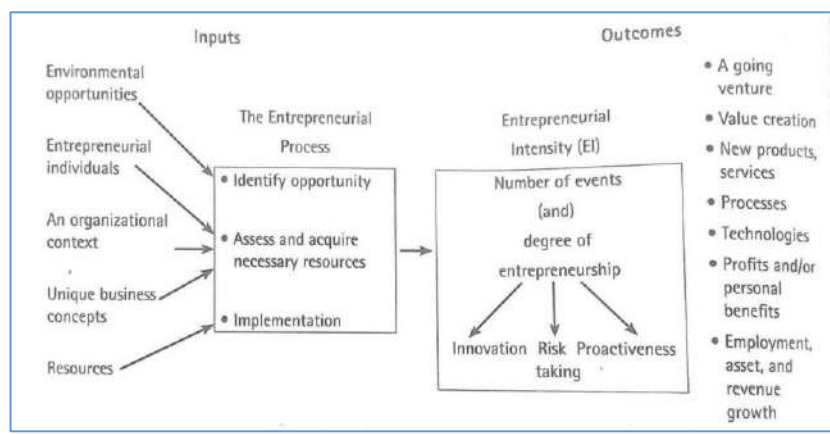 Inputs
Outcomes
Environmental
opportunities
Entrepreneurial
individuals
An organizational
context
Unique business
concepts
Resources
The Entrepreneurial
Process
• Identify opportunity
• Assess and acquire
necessary resources
• Implementation
Entrepreneurial
Intensity (EI)
Number of events
(and)
degree of
entrepreneurship
Innovation Risk Proactiveness
taking
• A going
venture
• Value creation
• New products,
services
• Processes
• Technologies
• Profits and/or
personal
benefits
• Employment,
asset, and
revenue
growth